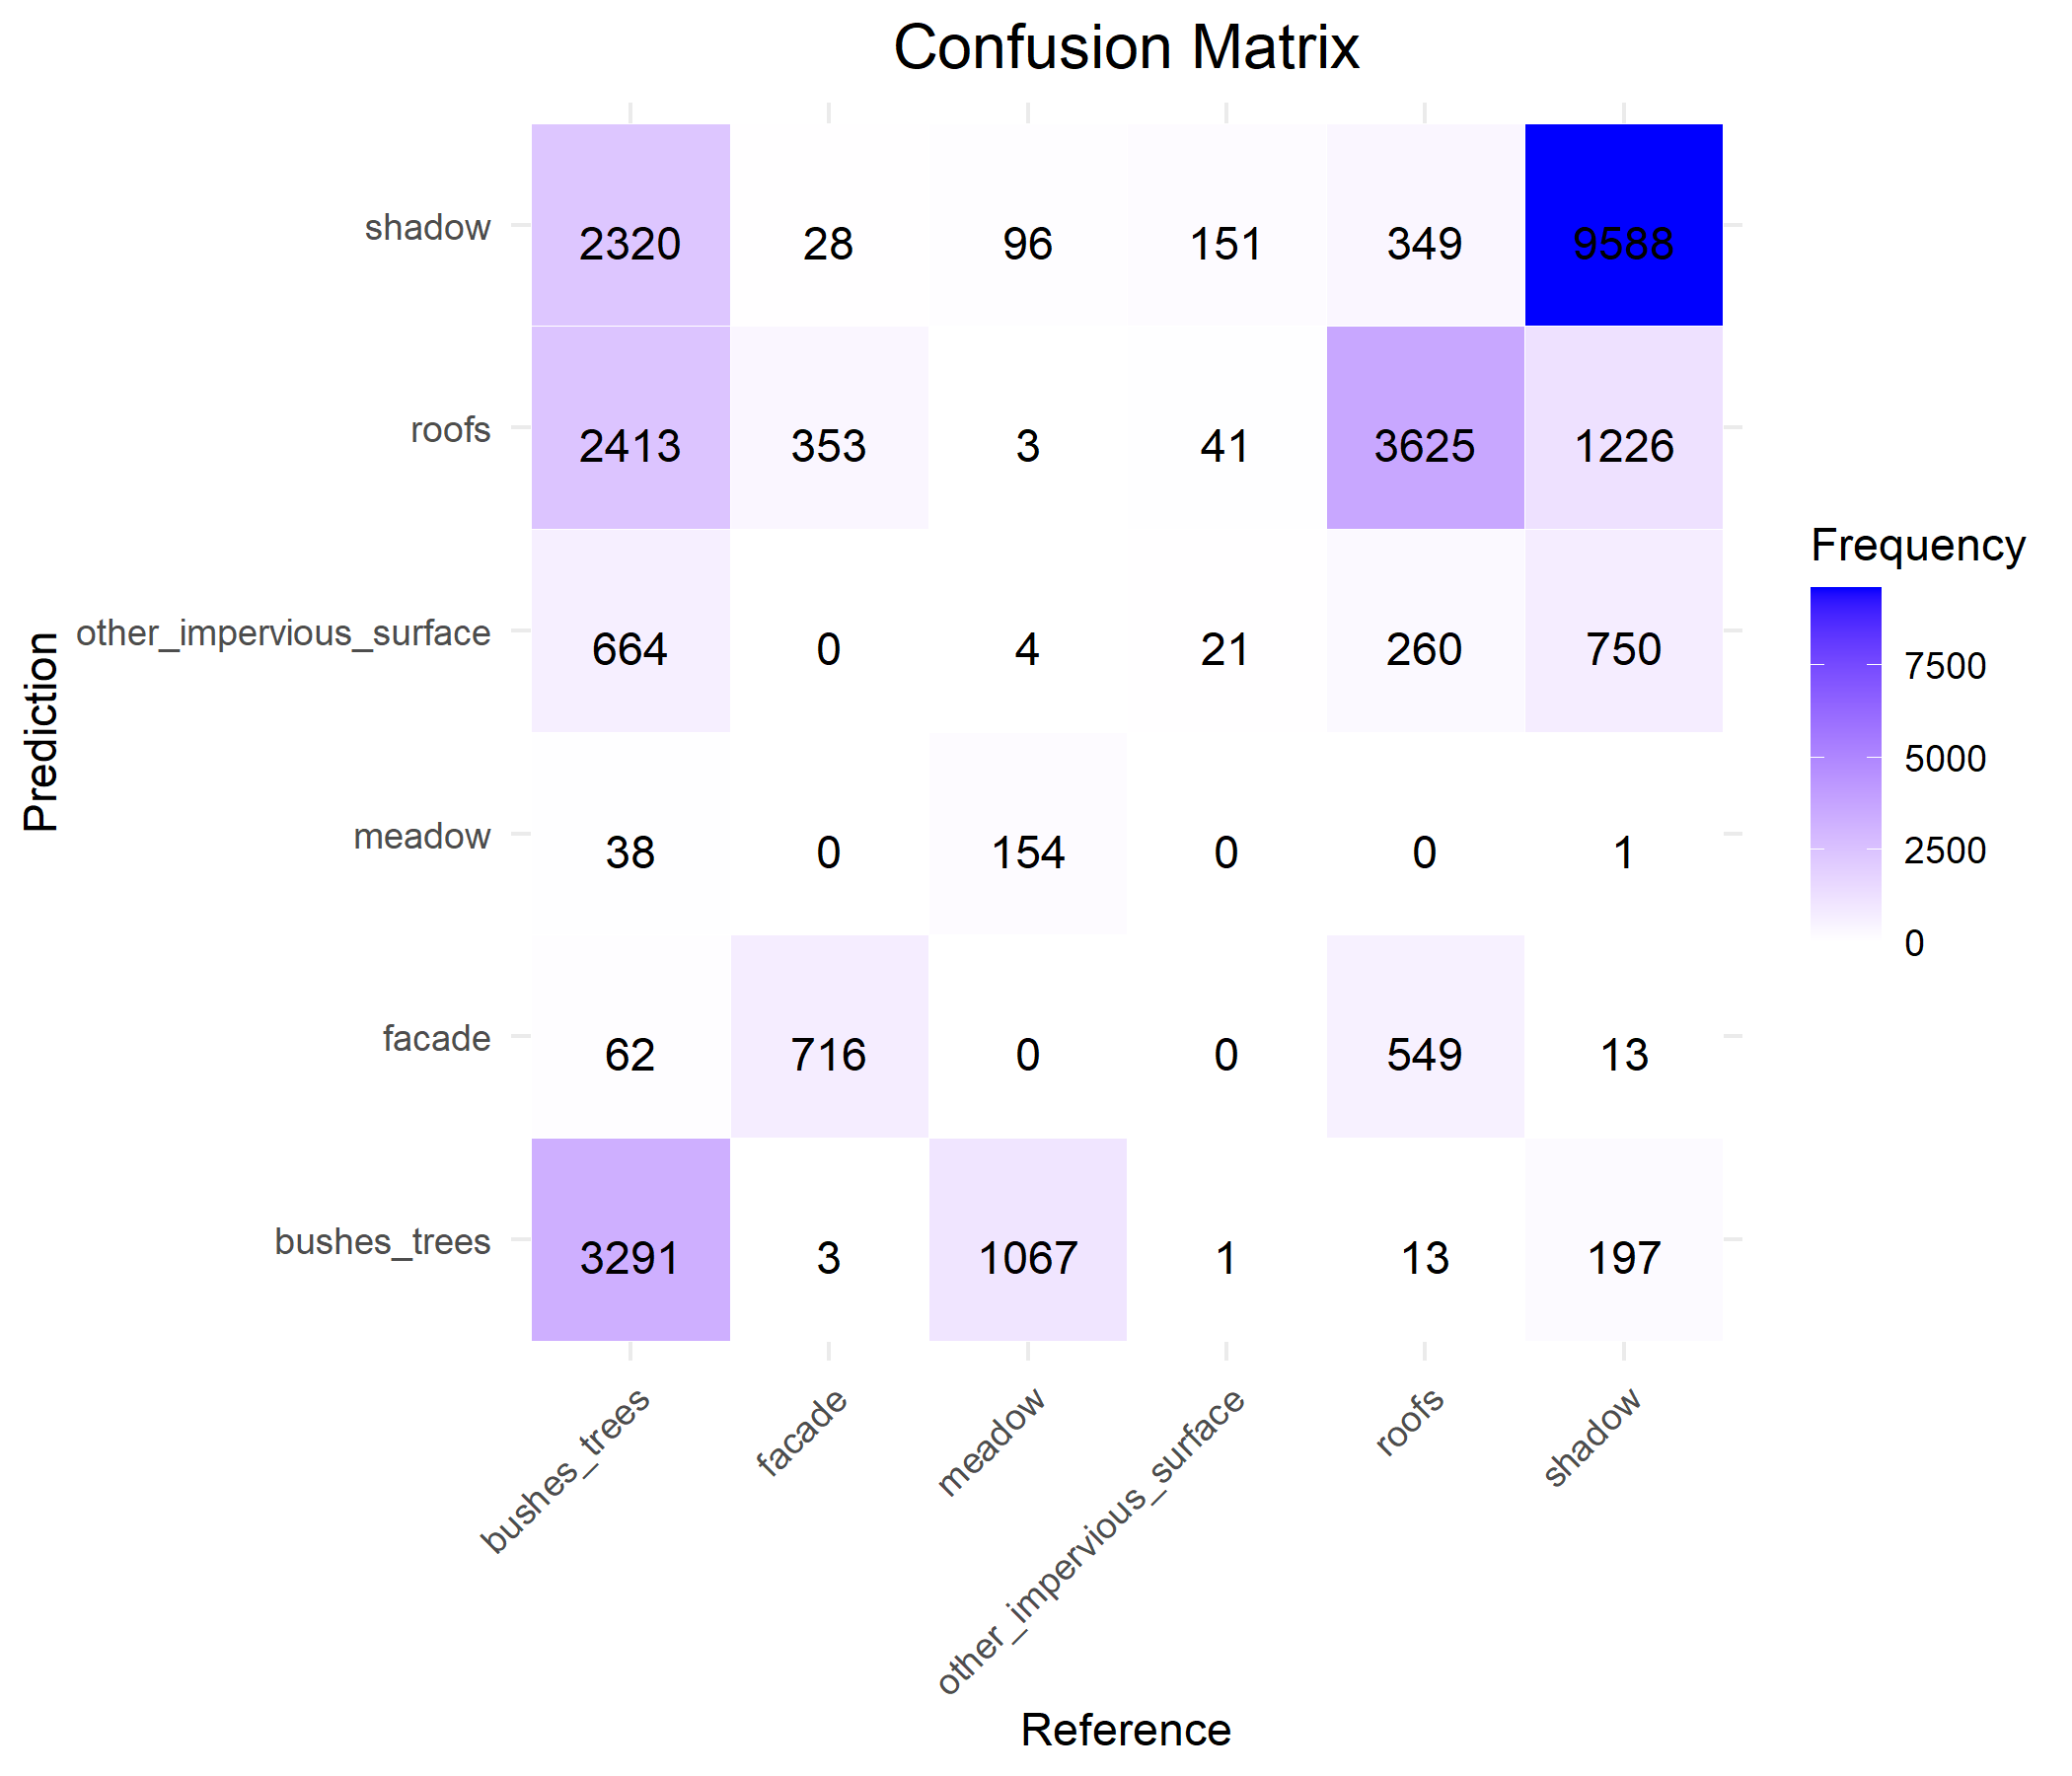 Confusion Matrix
Prediction
shadow 2320 28 96 151 349 9588
roofs 2413 353 3 41 3625 1226
other_impervious_surface 664 0 4 21 260 750
meadow 38 0 154 0 0 1
facade 62 716 0 0 549 13
bushes_trees 3291 3 1067 1 13 197
bushes_trees facade meadow other_impervious_surface roofs shadow
Reference
Frequency
7500
5000
2500
0